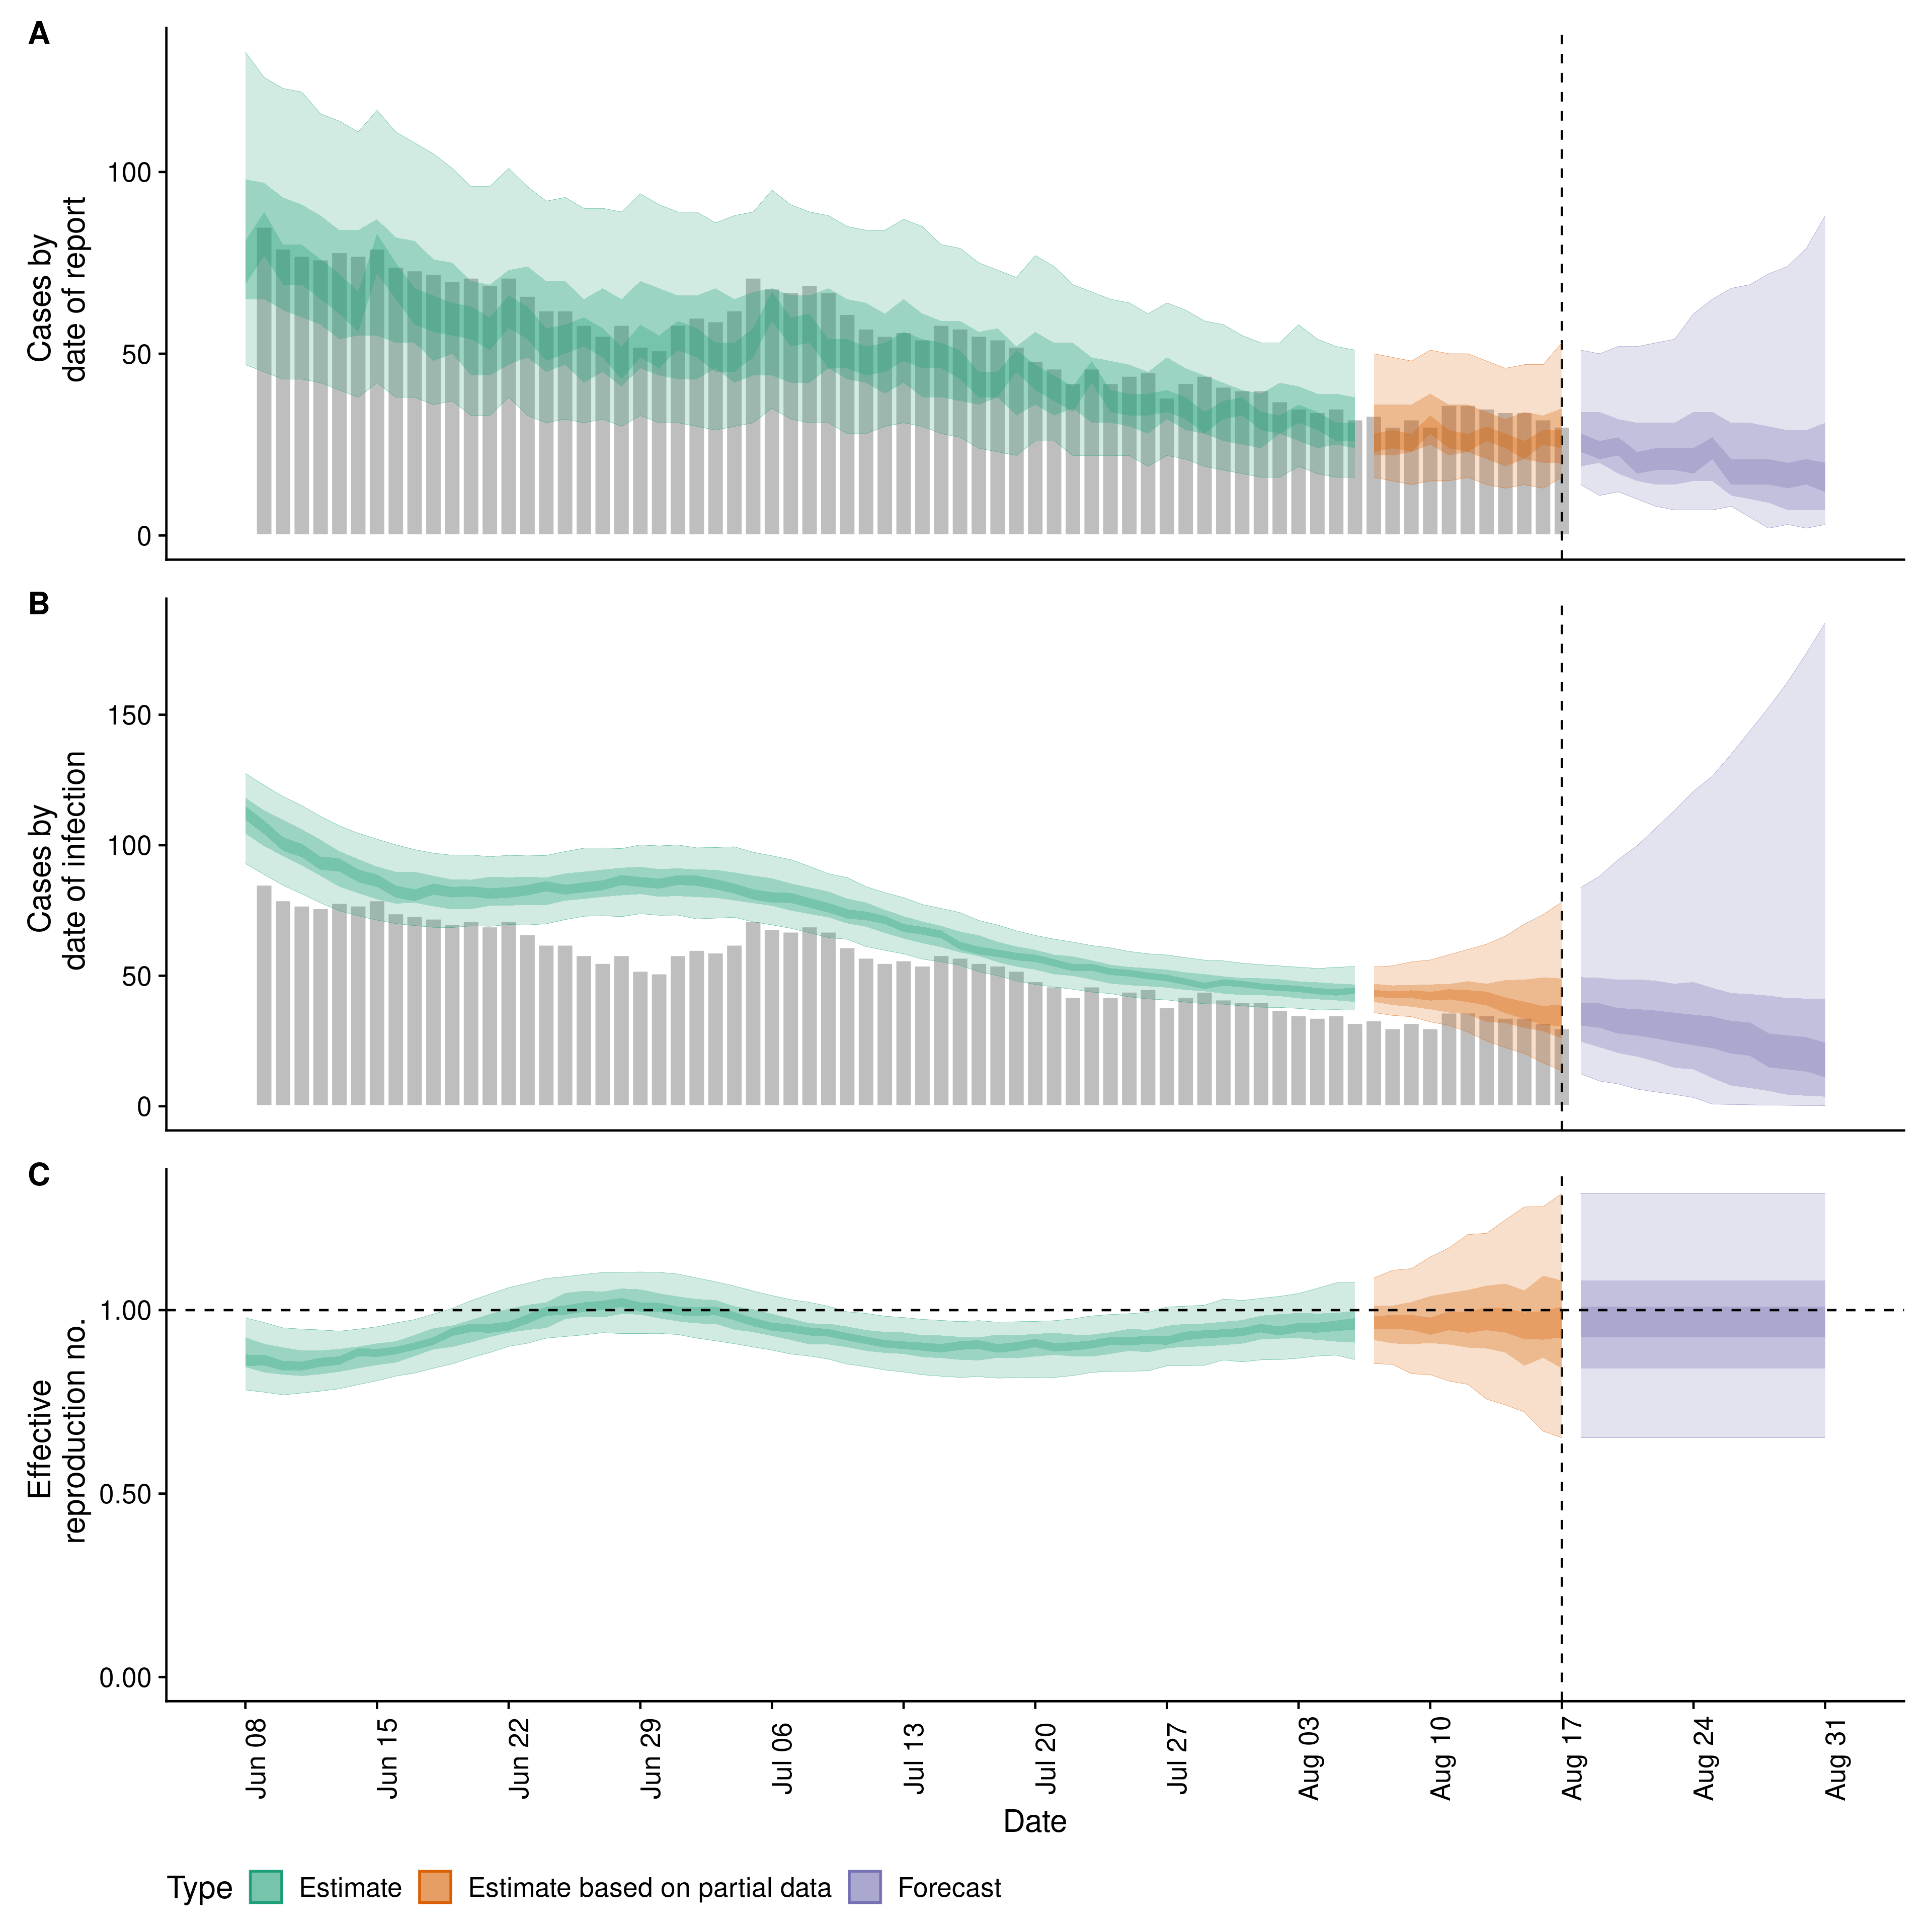 A
Cases by
date of report
100
50
0
B
Cases by
date of infection
150
100
50
0
C
Effective
reproduction no.
1.00
0.50
0.00
Jun 08
Jun 15
Jun 22
Jun 29
Jul 06
Jul 13
Jul 20
Jul 27
Aug 03
Aug 10
Aug 17
Aug 24
Aug 31
Date
Type Estimate Estimate based on partial data Forecast